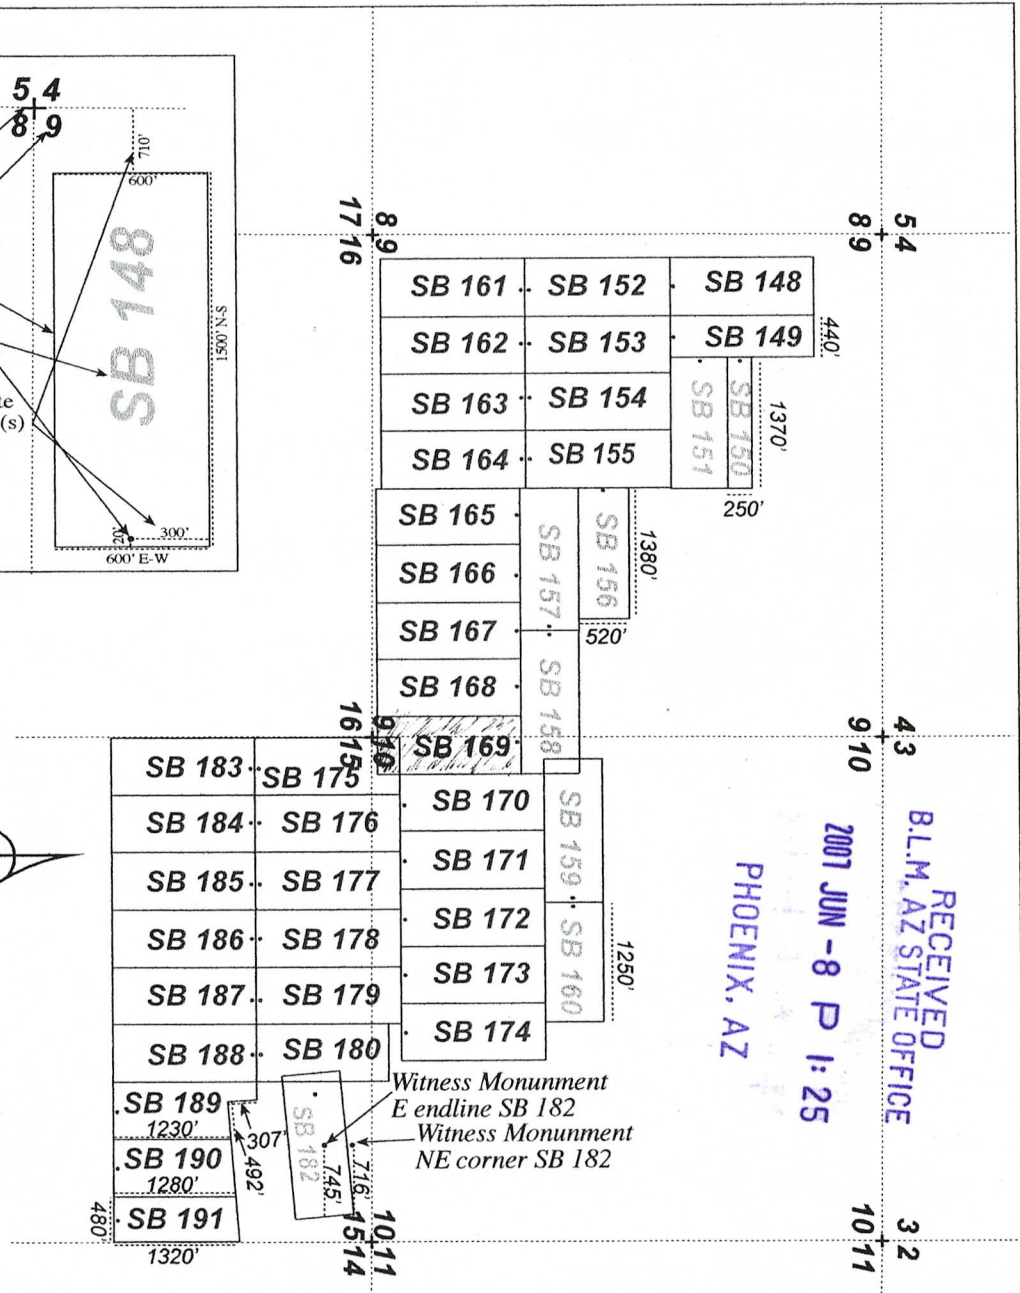 5 4
8 9
710'
600'
SB 148
1500' N-S
te
(s)
300'
20'
600' E-W
17 8
16 9
8 5
9 4
SB 161
SB 152
SB 148
SB 162
SB 153
SB 149
440'
SB 163
SB 154
SB 151
SB 150
1370'
SB 164
SB 155
250'
SB 165
SB 157
SB 156
1380'
SB 166
SB 167
520'
SB 168
SB 158
16 9
15 10
SB 169
9 4
10 3
SB 183
SB 175
SB 170
SB 159
SB 184
SB 176
SB 171
SB 185
SB 177
SB 172
SB 160
1250'
SB 186
SB 178
SB 173
SB 187
SB 179
SB 174
SB 188
SB 180
RECEIVED
B.L.M. AZ STATE OFFICE
2007 JUN -8 P 1: 25
PHOENIX, AZ
Witness Monunment
E endline SB 182
Witness Monunment
NE corner SB 182
SB 189
1230'
307'
492'
SB 182
745'
716'
SB 190
1280'
SB 191
480'
1320'
15 10
14 11
10 3
11 2